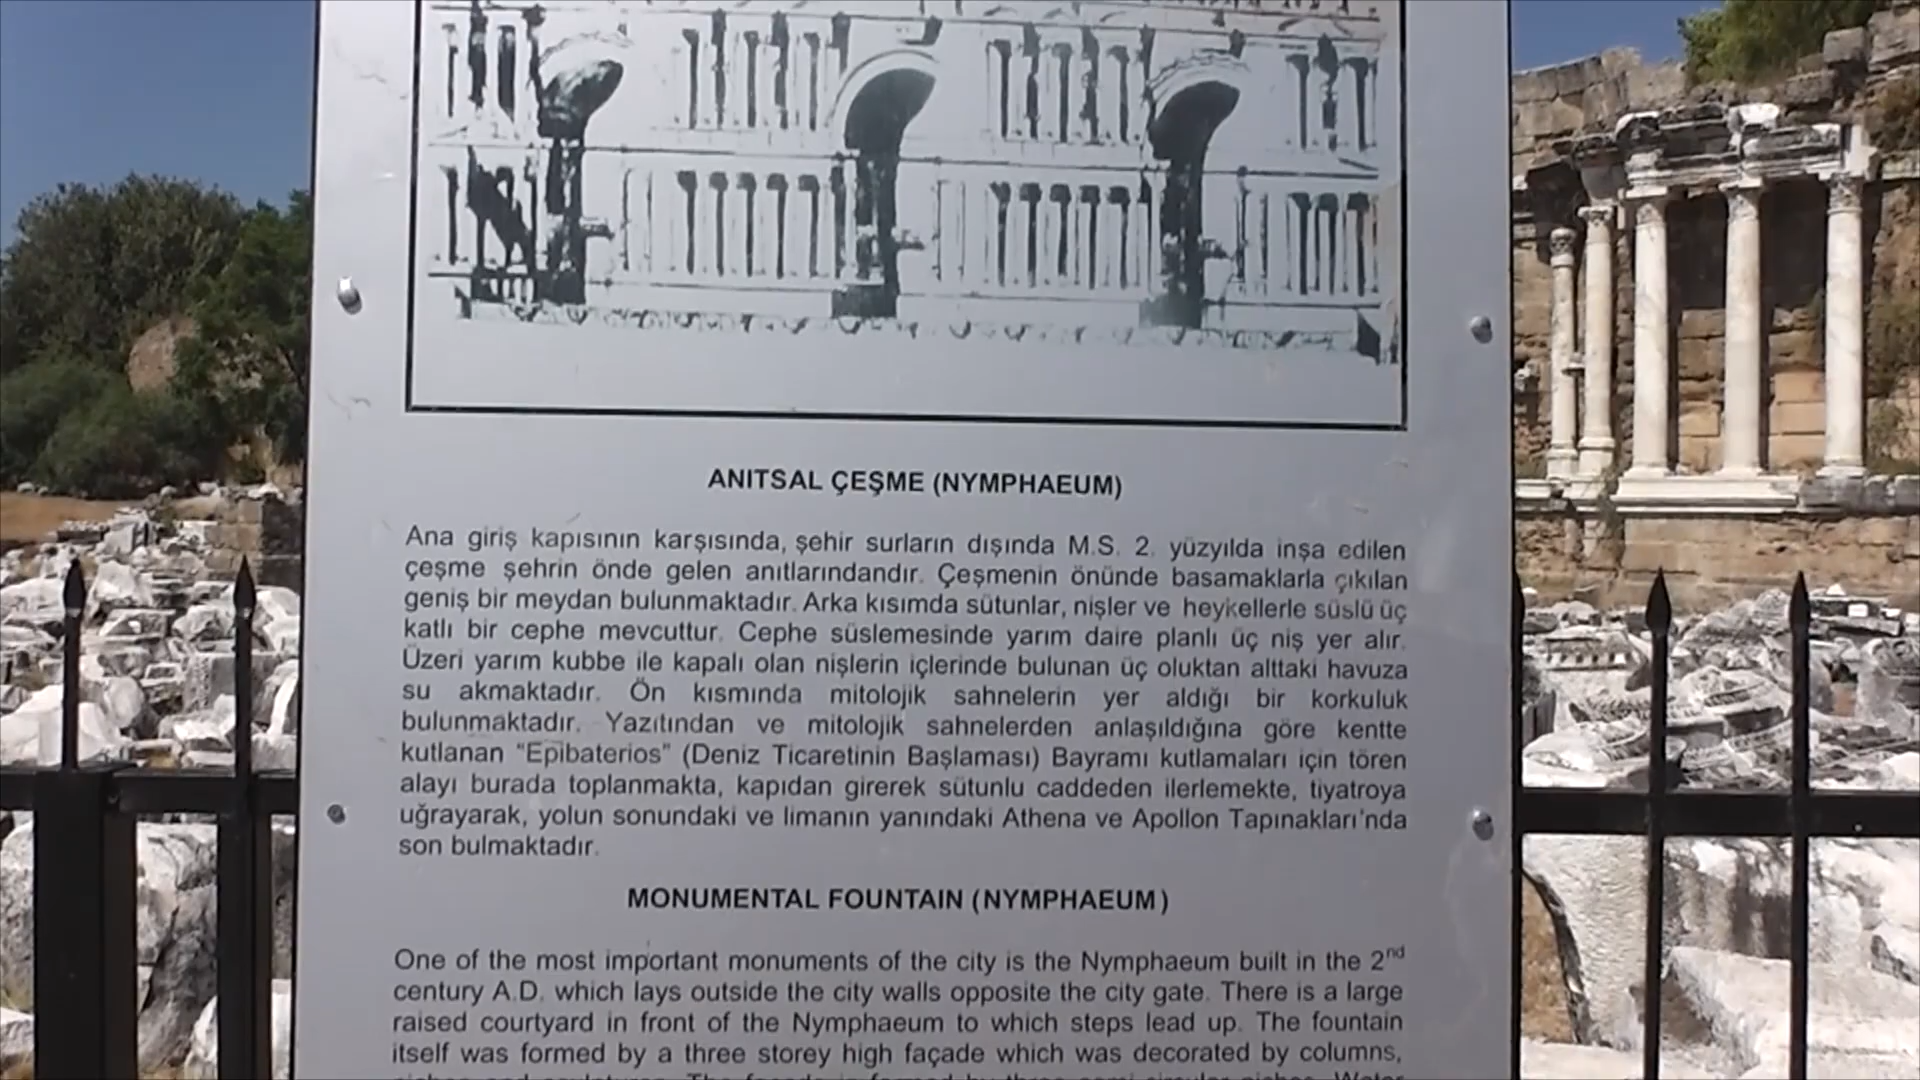 ANITSAL ÇEŞME (NYMPHAEUM)
Ana giriş kapısının karşısında, şehir surların dışında M.S. 2. yüzyılda inşa edilen
çeşme şehrin önde gelen anıtlarındandır. Çeşmenin önünde basamaklarla çıkılan
geniş bir meydan bulunmaktadır. Arka kısımda sütunlar, nişler ve heykellerle süslü üç
katlı bir cephe mevcuttur. Cephe süslemesinde yarım daire planlı üç niş yer alır.
Üzeri yarım kubbe ile kapalı olan nişlerin içlerinde bulunan üç oluktan alttaki havuza
su akmaktadır. Ön kısmında mitolojik sahnelerin yer aldığı bir korkuluk
bulunmaktadır. Yazıtından ve mitolojik sahnelerden anlaşıldığına göre kentte
kutlanan "Epibaterios" (Deniz Ticaretinin Başlaması) Bayramı kutlamaları için tören
alayı burada toplanmakta, kapıdan girerek sütunlu caddeden ilerlemekte, tiyatroya
uğrayarak, yolun sonundaki ve limanın yanındaki Athena ve Apollon Tapınakları'nda
son bulmaktadır.
MONUMENTAL FOUNTAIN (NYMPHAEUM)
One of the most important monuments of the city is the Nymphaeum built in the 2nd
century A.D. which lays outside the city walls opposite the city gate. There is a large
raised courtyard in front of the Nymphaeum to which steps lead up. The fountain
itself was formed by a three storey high façade which was decorated by columns,